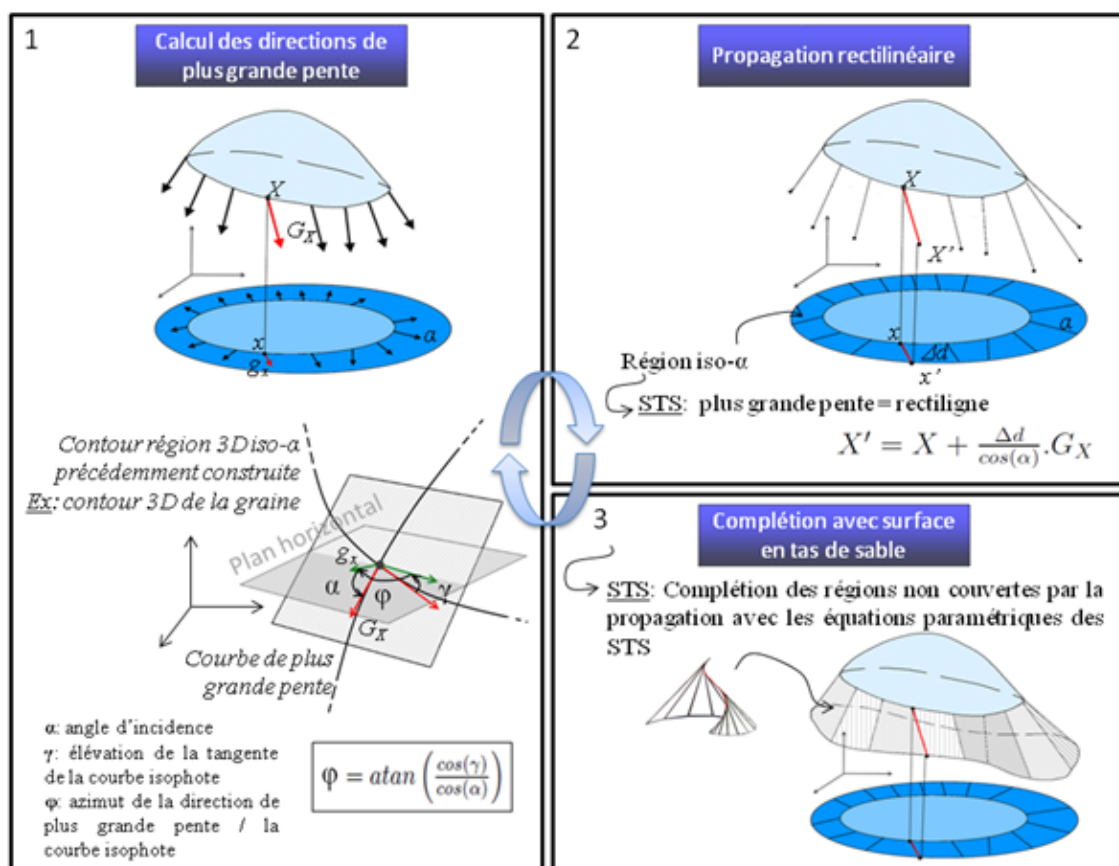 1
Calcul des directions de
plus grande pente
X
G_X
α
x
g_x
Contour région 3D iso-α
précédemment construite
Ex: contour 3D de la graine
Plan horizontal
g_x
γ
α
φ
G_X
Courbe de plus
grande pente
α: angle d'incidence
γ: élévation de la tangente
de la courbe isophote
φ: azimut de la direction de
plus grande pente / la
courbe isophote
φ = atan (cos(γ)/cos(α))
2
Propagation rectilinéaire
X
X'
α
x
Δd
x'
Région iso-α
STS: plus grande pente = rectiligne
X' = X + Δd/cos(α) . G_X
3
Complétion avec surface
en tas de sable
STS: Complétion des régions non couvertes par la
propagation avec les équations paramétriques des
STS